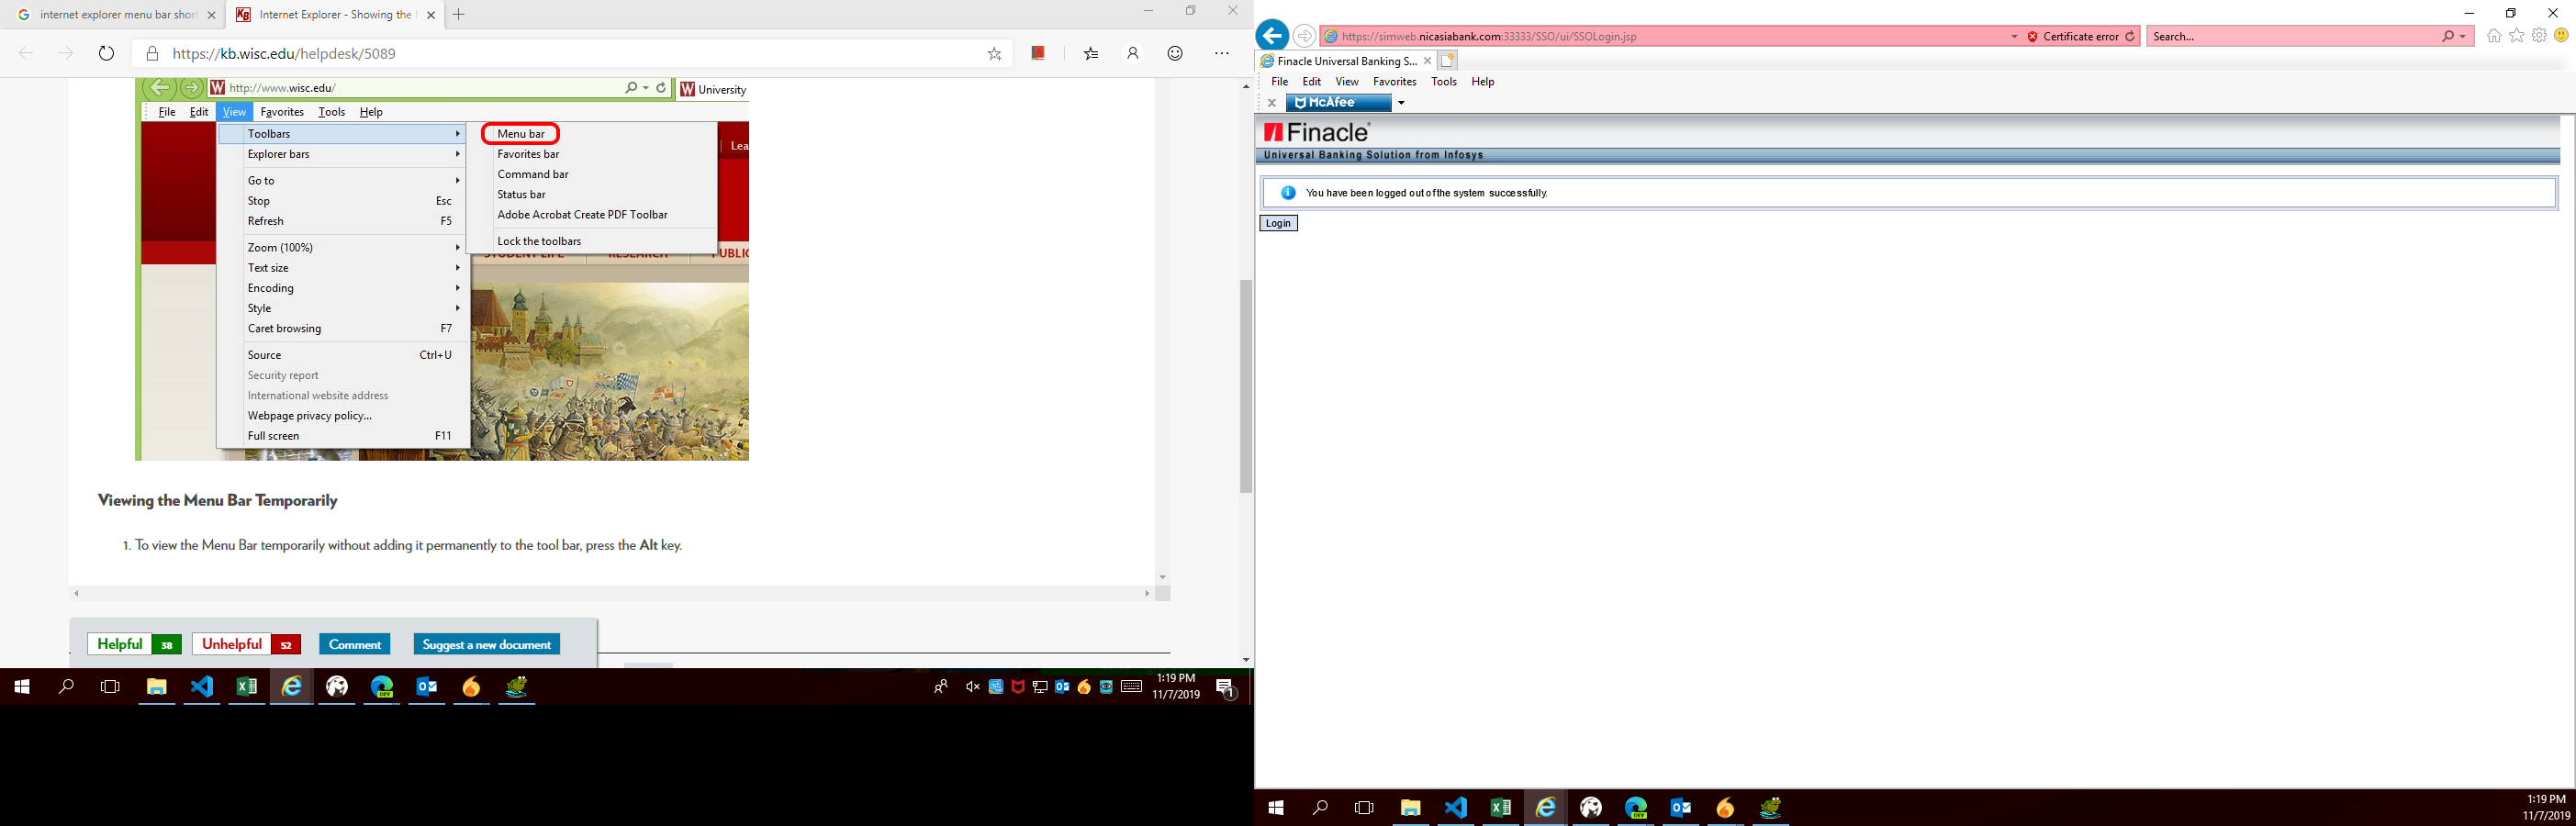 internet explorer menu bar short
Internet Explorer - Showing the
https://kb.wisc.edu/helpdesk/5089
http://www.wisc.edu/
University
File Edit View Favorites Tools Help
Toolbars
Explorer bars
Go to
Stop Esc
Refresh F5
Zoom (100%)
Text size
Encoding
Style
Caret browsing F7
Source Ctrl+U
Security report
International website address
Webpage privacy policy...
Full screen F11
Menu bar
Favorites bar
Command bar
Status bar
Adobe Acrobat Create PDF Toolbar
Lock the toolbars
Lea
STUDENT LIFE RESEARCH PUBLIC
Viewing the Menu Bar Temporarily
1. To view the Menu Bar temporarily without adding it permanently to the tool bar, press the Alt key.
Helpful 38 Unhelpful 52 Comment Suggest a new document
1:19 PM
11/7/2019
1
https://simweb.nicasiabank.com:33333/SSO/ui/SSOLogin.jsp
Certificate error
Search...
Finacle Universal Banking S...
File Edit View Favorites Tools Help
McAfee
Finacle
Universal Banking Solution from Infosys
You have been logged out of the system successfully.
Login
1:19 PM
11/7/2019